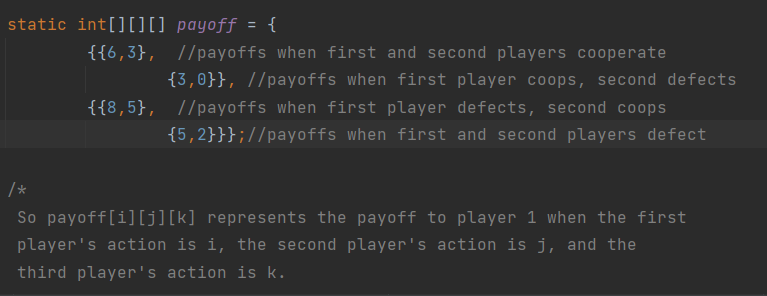 static int[][][] payoff = {
{{6,3}, //payoffs when first and second players cooperate
{3,0}}, //payoffs when first player coops, second defects
{{8,5}, //payoffs when first player defects, second coops
{5,2}}};//payoffs when first and second players defect
/*
So payoff[i][j][k] represents the payoff to player 1 when the first
player's action is i, the second player's action is j, and the
third player's action is k.